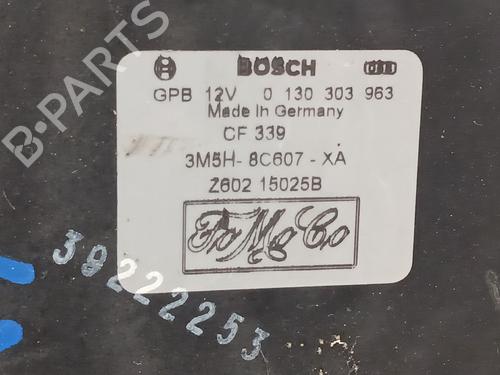 BOSCH
GPB 12V 0 130 303 963
Made In Germany
CF 339
3M5H-8C607-XA
Z602 15025B
FoMoCo
39222253
B-PARTS